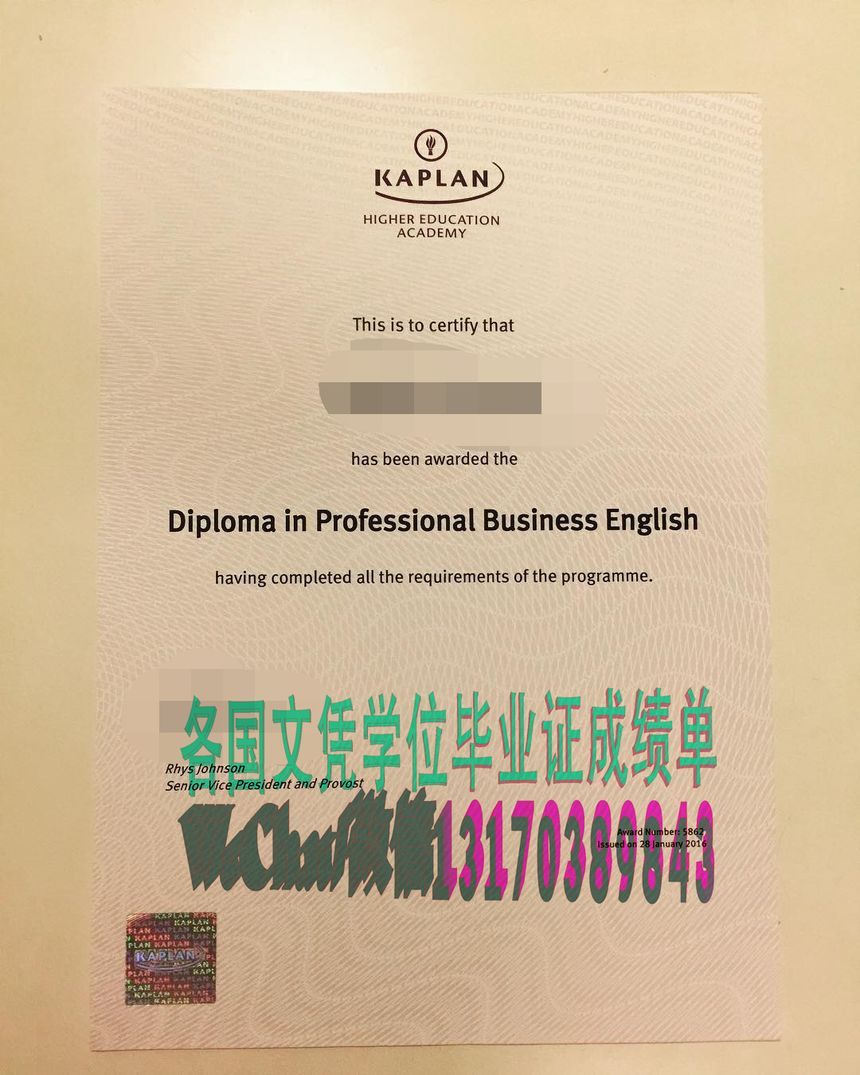 KAPLAN
HIGHER EDUCATION
ACADEMY
This is to certify that
has been awarded the
Diploma in Professional Business English
having completed all the requirements of the programme.
各国文凭学位毕业证成绩单
Rhys Johnson
Senior Vice President and Provost
WeChat/微信13170389843
Award Number: 5862
Issued on 28 January 2016
KAPLAN